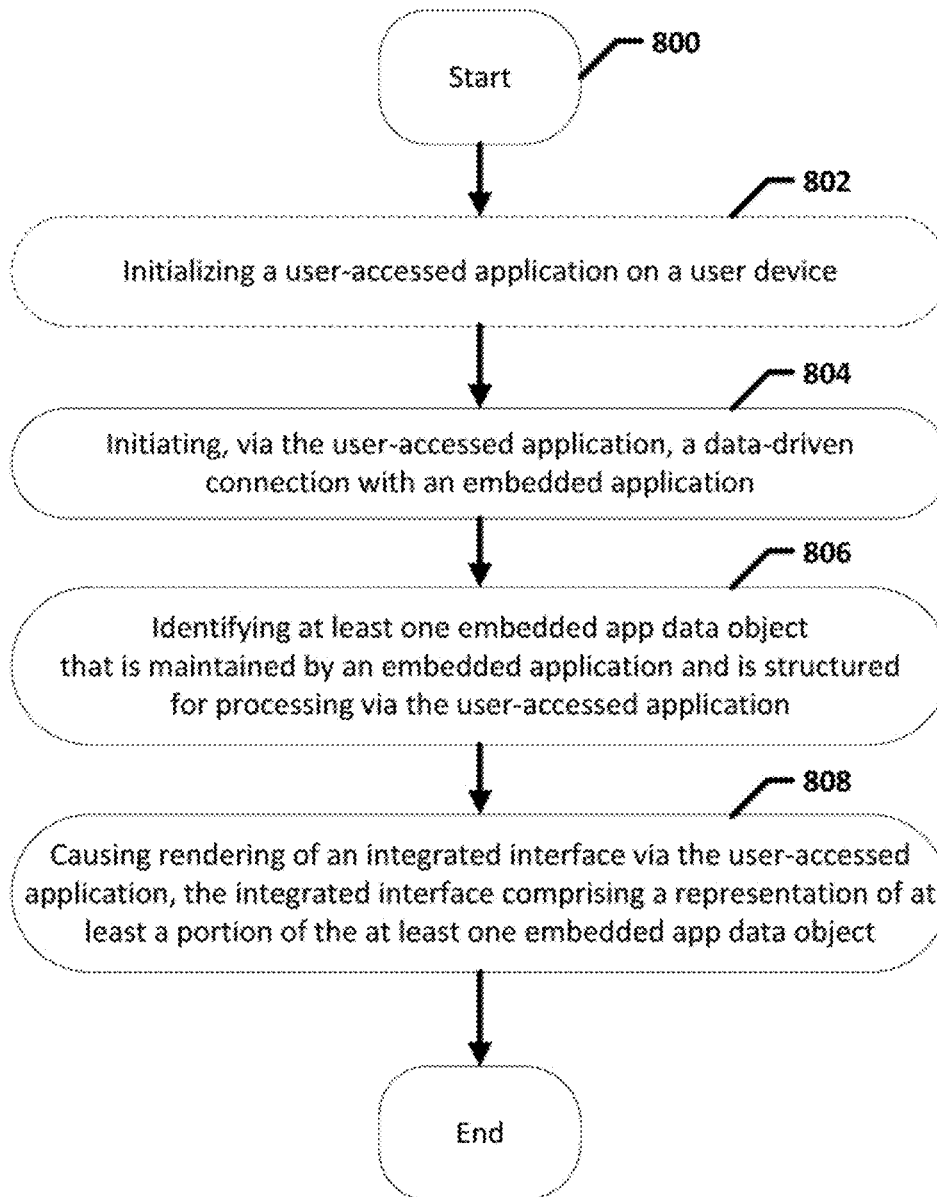 800
Start
802
Initializing a user-accessed application on a user device
804
Initiating, via the user-accessed application, a data-driven
connection with an embedded application
806
Identifying at least one embedded app data object
that is maintained by an embedded application and is structured
for processing via the user-accessed application
808
Causing rendering of an integrated interface via the user-accessed
application, the integrated interface comprising a representation of at
least a portion of the at least one embedded app data object
End